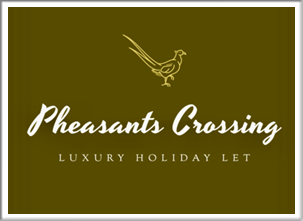 Pheasants Crossing
LUXURY HOLIDAY LET